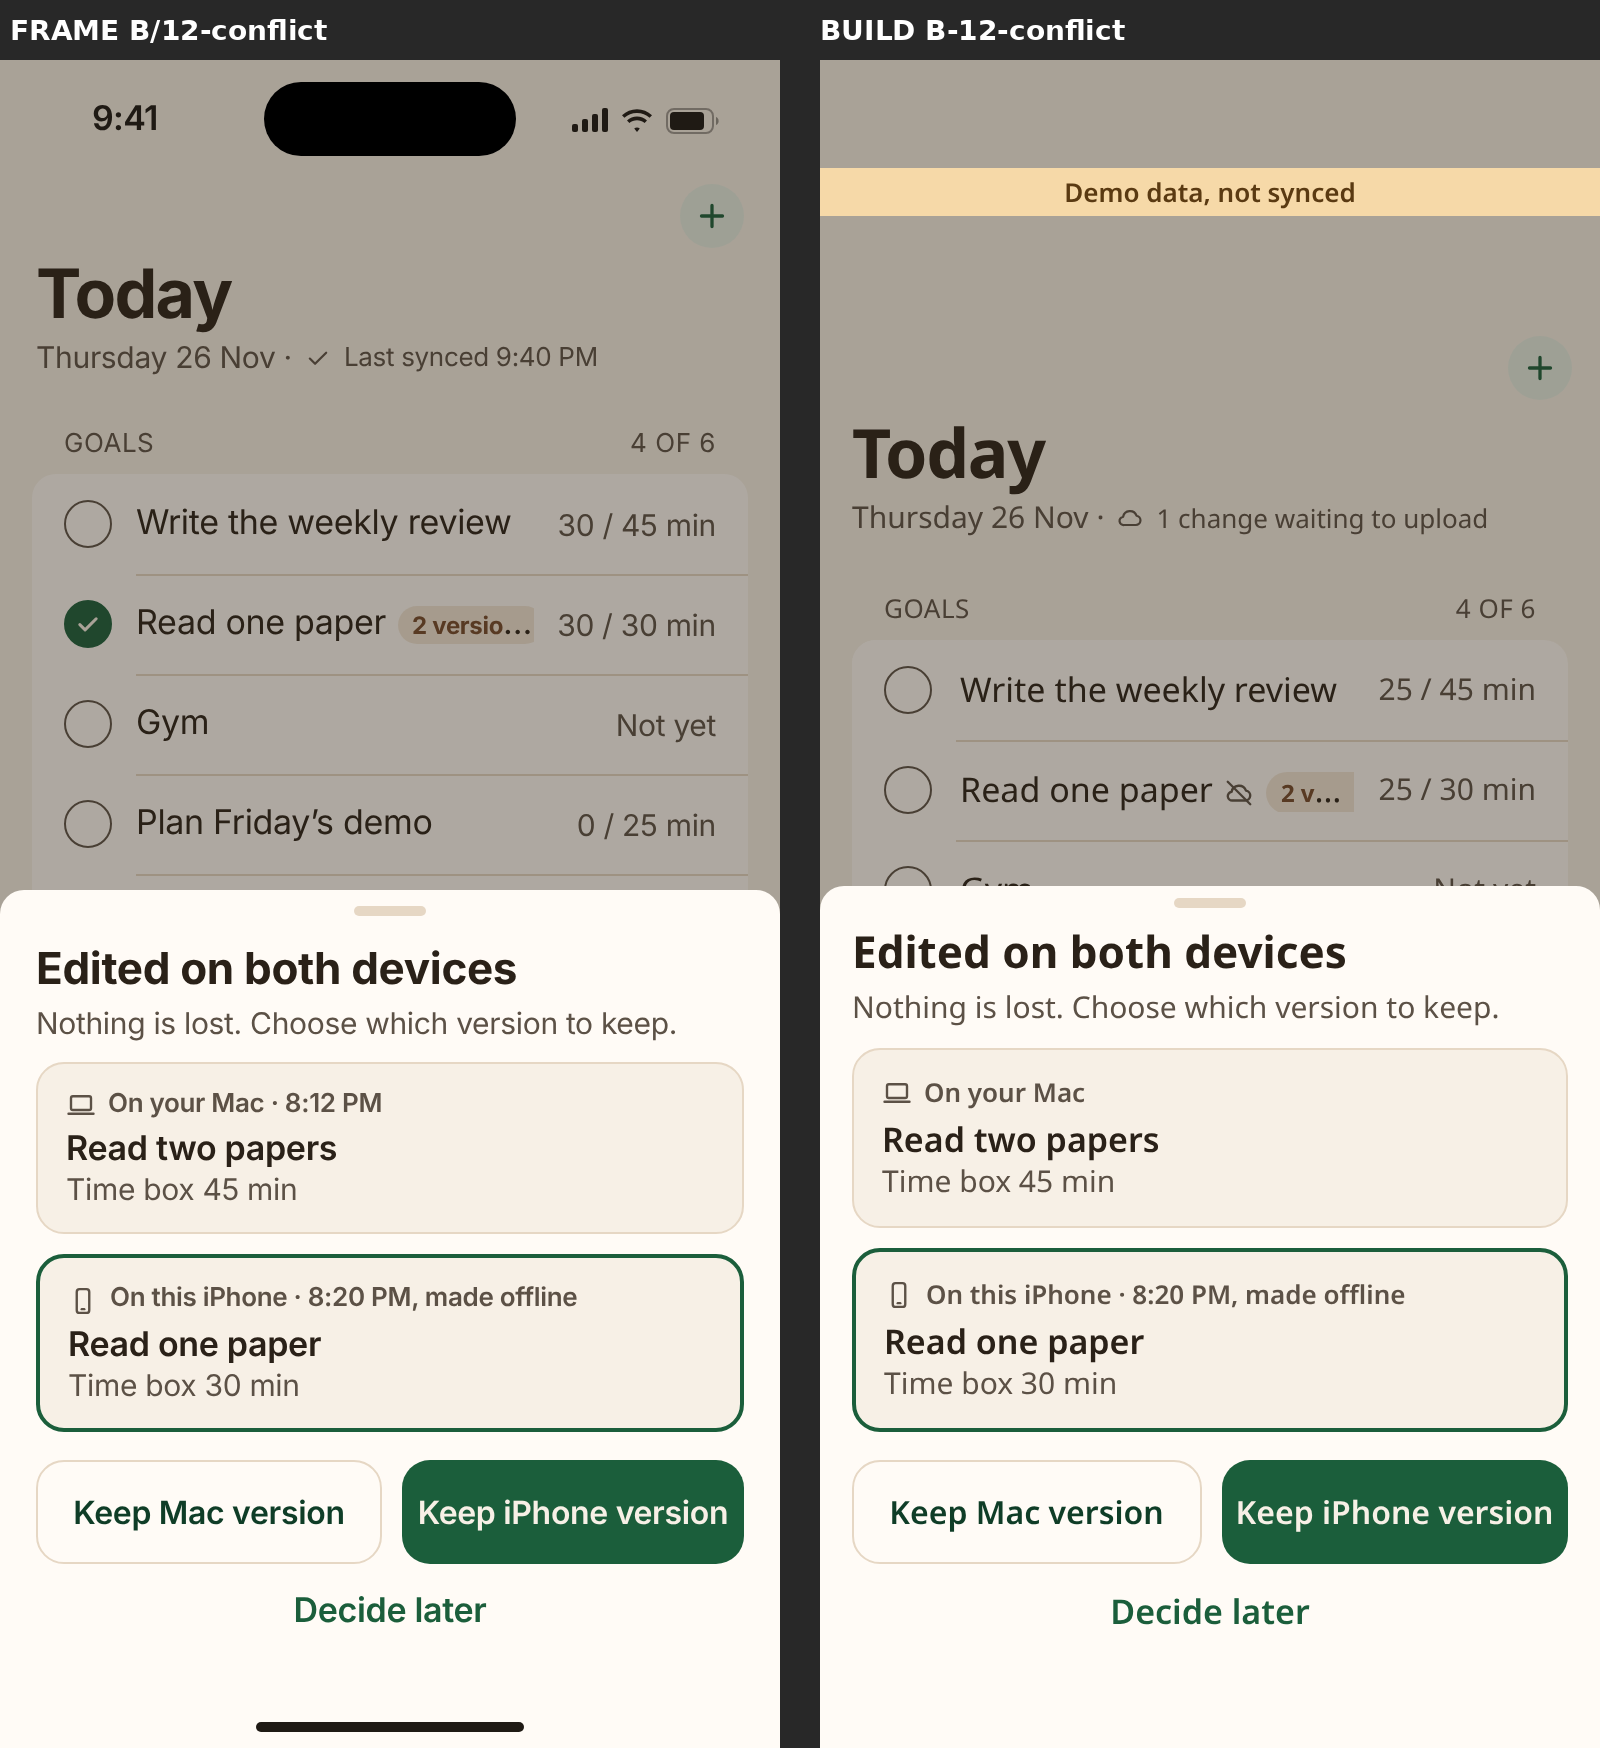 FRAME B/12-conflict
9:41
Today
Thursday 26 Nov · Last synced 9:40 PM
GOALS 4 OF 6
Write the weekly review 30 / 45 min
Read one paper 2 versio... 30 / 30 min
Gym Not yet
Plan Friday’s demo 0 / 25 min
Edited on both devices
Nothing is lost. Choose which version to keep.
On your Mac · 8:12 PM
Read two papers
Time box 45 min
On this iPhone · 8:20 PM, made offline
Read one paper
Time box 30 min
Keep Mac version Keep iPhone version
Decide later
BUILD B-12-conflict
Demo data, not synced
Today
Thursday 26 Nov · 1 change waiting to upload
GOALS 4 OF 6
Write the weekly review 25 / 45 min
Read one paper 2 v... 25 / 30 min
Gym Not yet
Edited on both devices
Nothing is lost. Choose which version to keep.
On your Mac
Read two papers
Time box 45 min
On this iPhone · 8:20 PM, made offline
Read one paper
Time box 30 min
Keep Mac version Keep iPhone version
Decide later